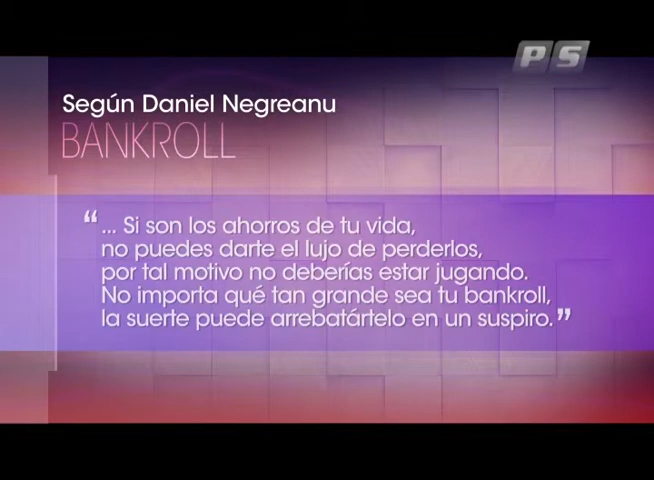 PS
Según Daniel Negreanu
BANKROLL
“... Si son los ahorros de tu vida,
no puedes darte el lujo de perderlos,
por tal motivo no deberías estar jugando.
No importa qué tan grande sea tu bankroll,
la suerte puede arrebatártelo en un suspiro.”